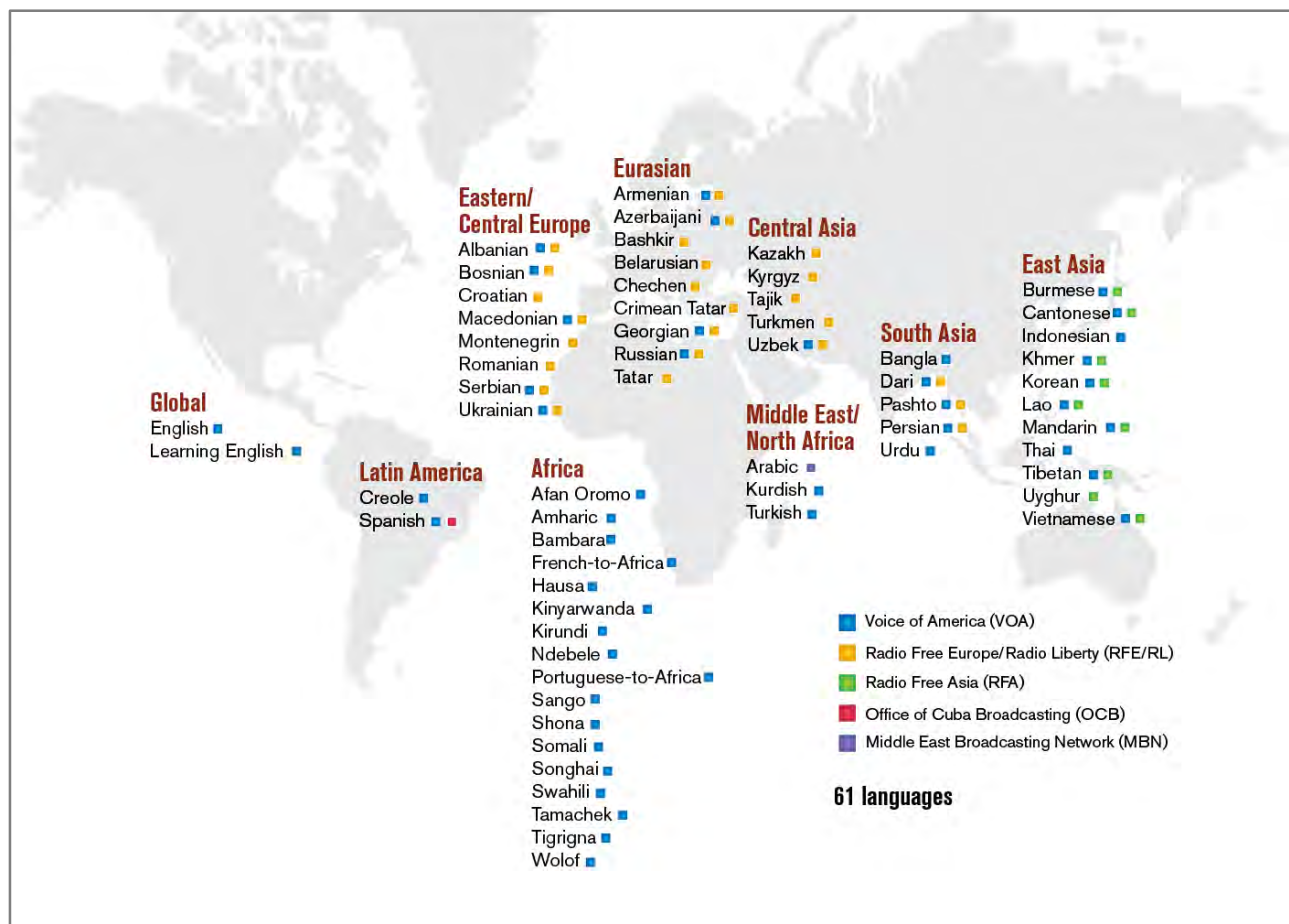 Global
English
Learning English
Latin America
Creole
Spanish
Eastern/
Central Europe
Albanian
Bosnian
Croatian
Macedonian
Montenegrin
Romanian
Serbian
Ukrainian
Africa
Afan Oromo
Amharic
Bambara
French-to-Africa
Hausa
Kinyarwanda
Kirundi
Ndebele
Portuguese-to-Africa
Sango
Shona
Somali
Songhai
Swahili
Tamachek
Tigrigna
Wolof
Eurasian
Armenian
Azerbaijani
Bashkir
Belarusian
Chechen
Crimean Tatar
Georgian
Russian
Tatar
Central Asia
Kazakh
Kyrgyz
Tajik
Turkmen
Uzbek
Middle East/
North Africa
Arabic
Kurdish
Turkish
South Asia
Bangla
Dari
Pashto
Persian
Urdu
East Asia
Burmese
Cantonese
Indonesian
Khmer
Korean
Lao
Mandarin
Thai
Tibetan
Uyghur
Vietnamese
Voice of America (VOA)
Radio Free Europe/Radio Liberty (RFE/RL)
Radio Free Asia (RFA)
Office of Cuba Broadcasting (OCB)
Middle East Broadcasting Network (MBN)
61 languages